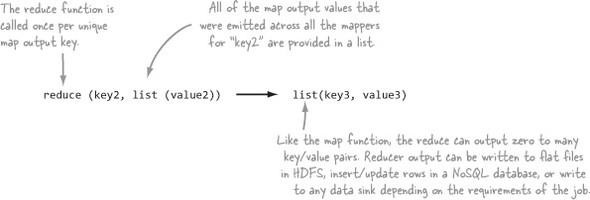 The reduce function is
called once per unique
map output key.
All of the map output values that
were emitted across all the mappers
for "key2" are provided in a list.
reduce (key2, list (value2))
list(key3, value3)
Like the map function, the reduce can output zero to many
key/value pairs. Reducer output can be written to flat files
in HDFS, insert/update rows in a NoSQL database, or write
to any data sink depending on the requirements of the job.